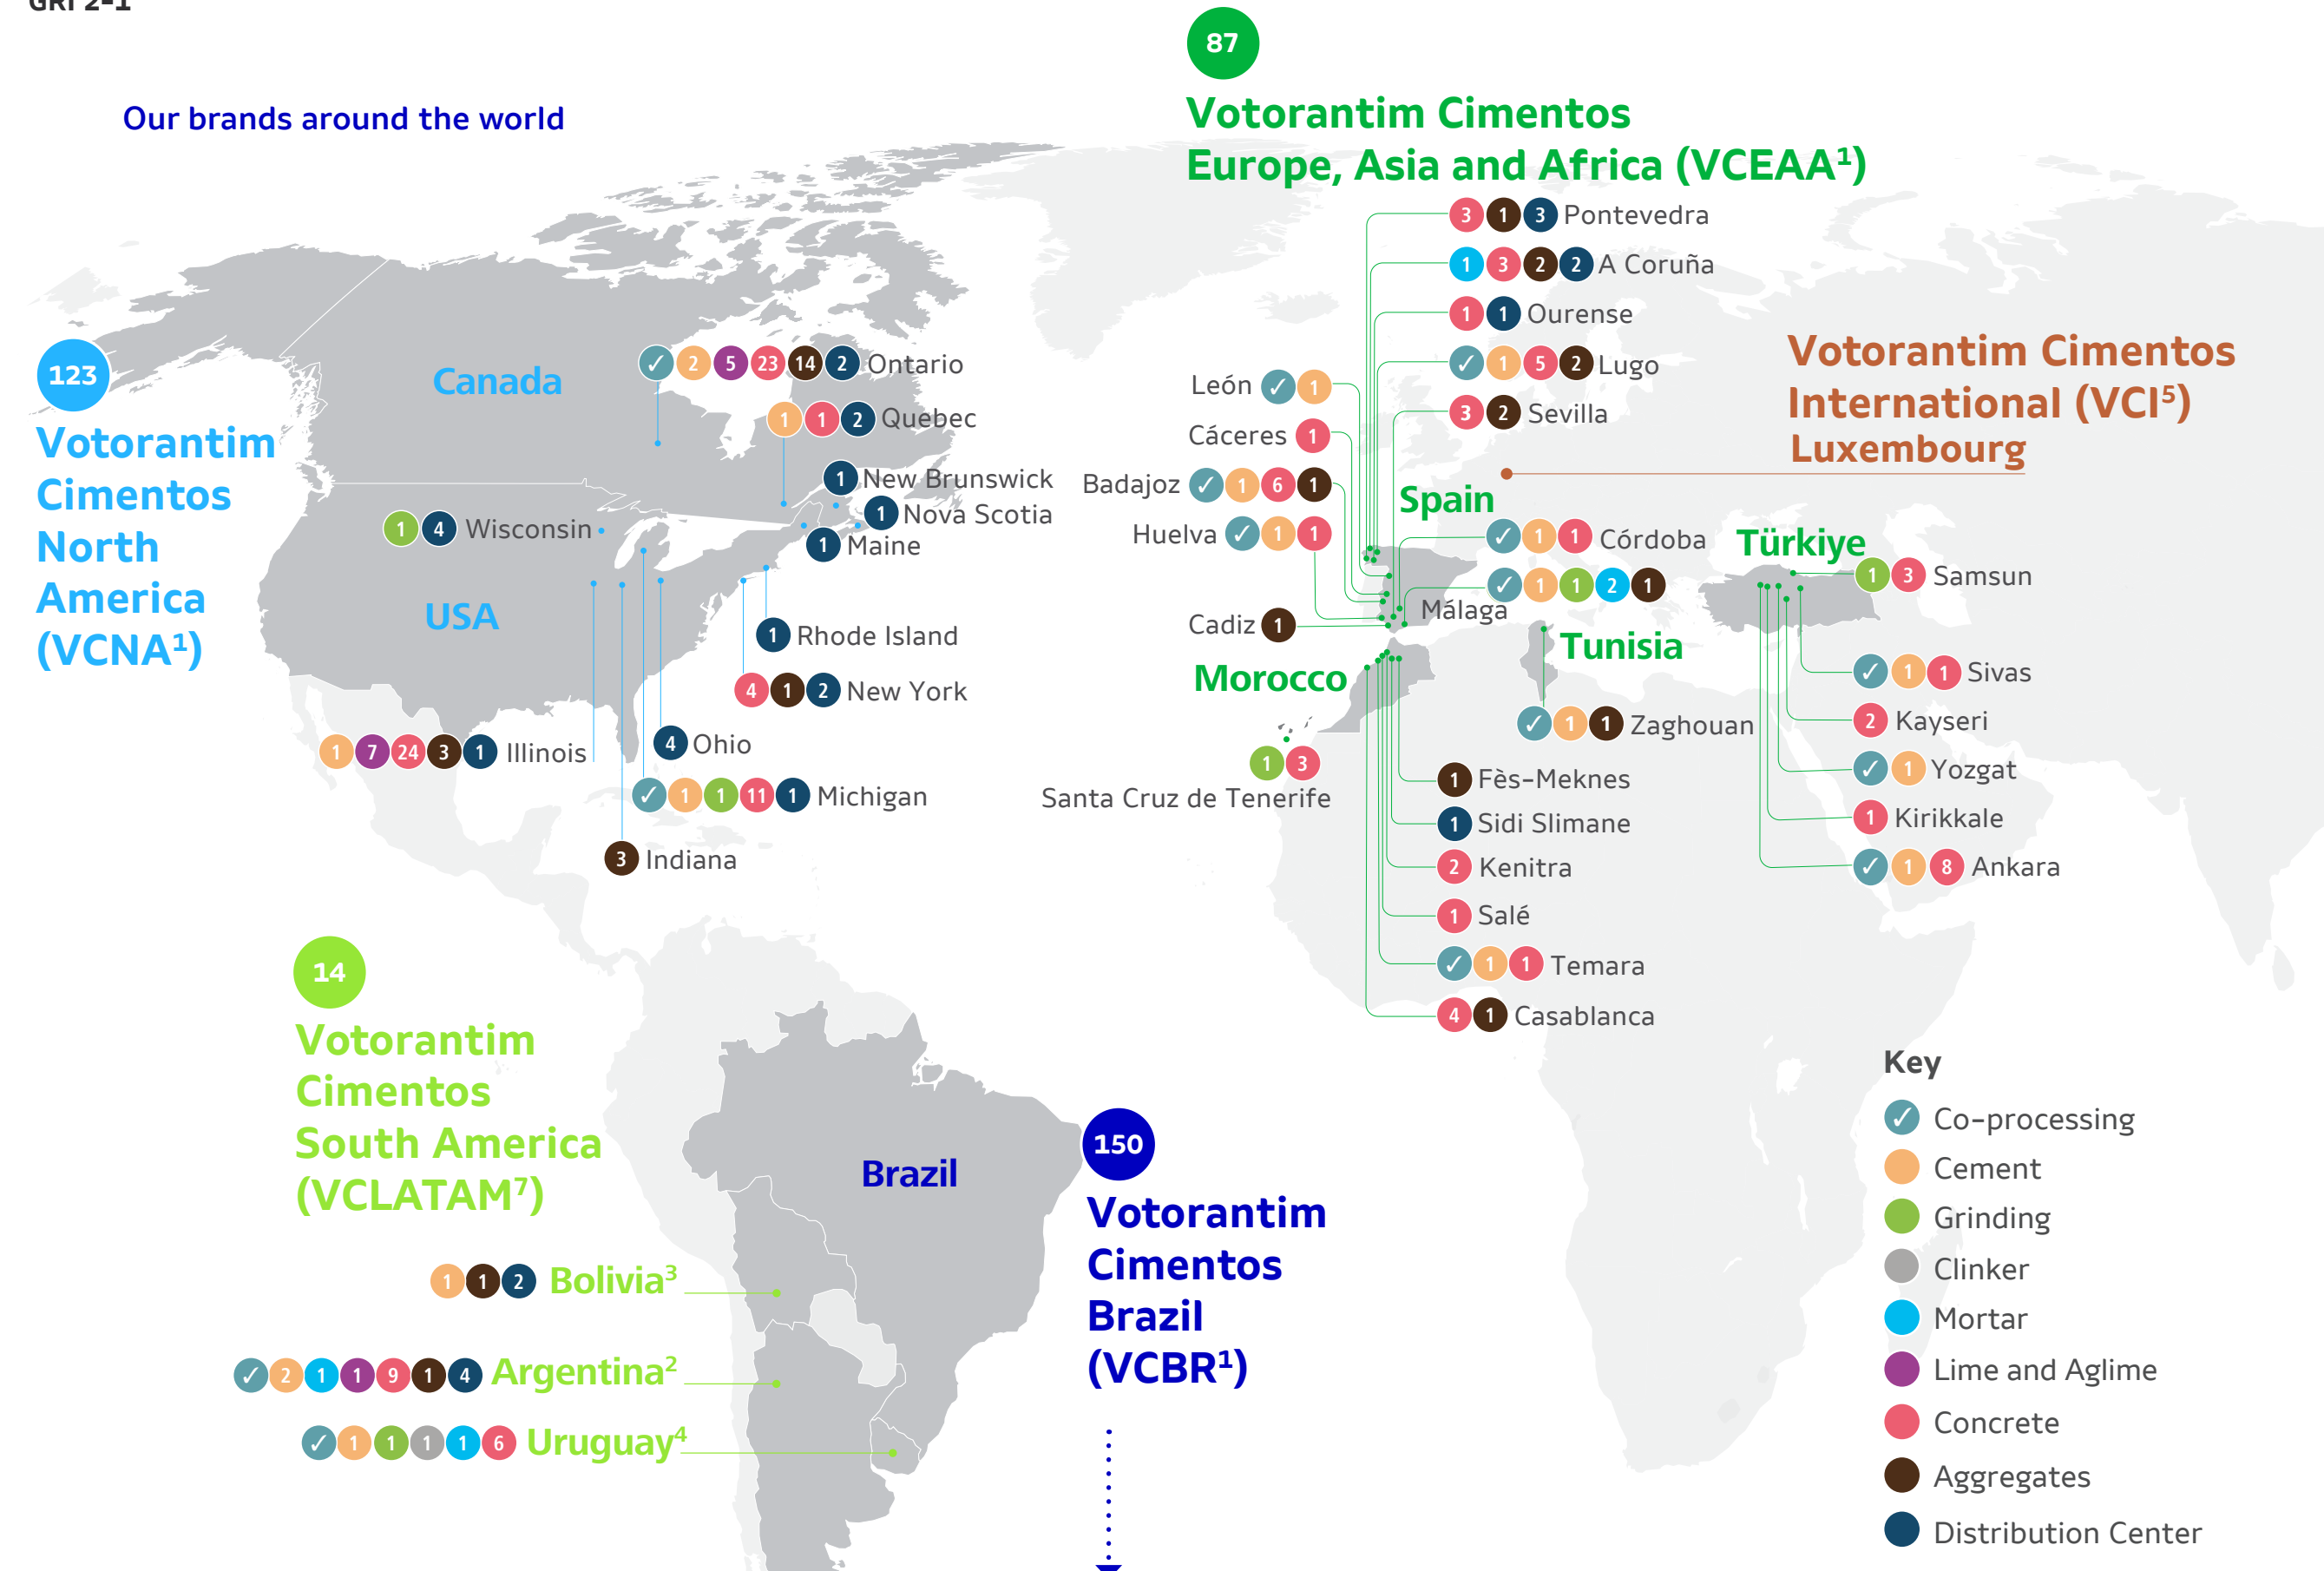 GRI 2-1
Our brands around the world
87
Votorantim Cimentos
Europe, Asia and Africa (VCEAA¹)
3 1 3 Pontevedra
1 3 2 2 A Coruña
1 1 Ourense
✓ 1 5 2 Lugo
3 2 Sevilla
León ✓ 1
Cáceres 1
Badajoz ✓ 1 6 1
Huelva ✓ 1 1
Cadiz 1
Spain
✓ 1 1 Córdoba
✓ 1 1 2 1
Málaga
Votorantim Cimentos
International (VCI⁵)
Luxembourg
Türkiye
1 3 Samsun
✓ 1 1 Sivas
2 Kayseri
✓ 1 Yozgat
1 Kirikkale
✓ 1 8 Ankara
Tunisia
✓ 1 1 Zaghouan
Morocco
1 3
Santa Cruz de Tenerife
1 Fès-Meknes
1 Sidi Slimane
2 Kenitra
1 Salé
✓ 1 1 Temara
4 1 Casablanca
123
Votorantim
Cimentos
North
America
(VCNA¹)
Canada
✓ 2 5 23 14 2 Ontario
1 1 2 Quebec
1 New Brunswick
1 Nova Scotia
1 Maine
1 4 Wisconsin
USA
1 Rhode Island
4 1 2 New York
4 Ohio
1 7 24 3 1 Illinois
✓ 1 1 11 1 Michigan
3 Indiana
14
Votorantim
Cimentos
South America
(VCLATAM⁷)
1 1 2 Bolivia³
✓ 2 1 1 9 1 4 Argentina²
✓ 1 1 1 1 6 Uruguay⁴
Brazil
150
Votorantim
Cimentos
Brazil
(VCBR¹)
Key
✓ Co-processing
Cement
Grinding
Clinker
Mortar
Lime and Aglime
Concrete
Aggregates
Distribution Center